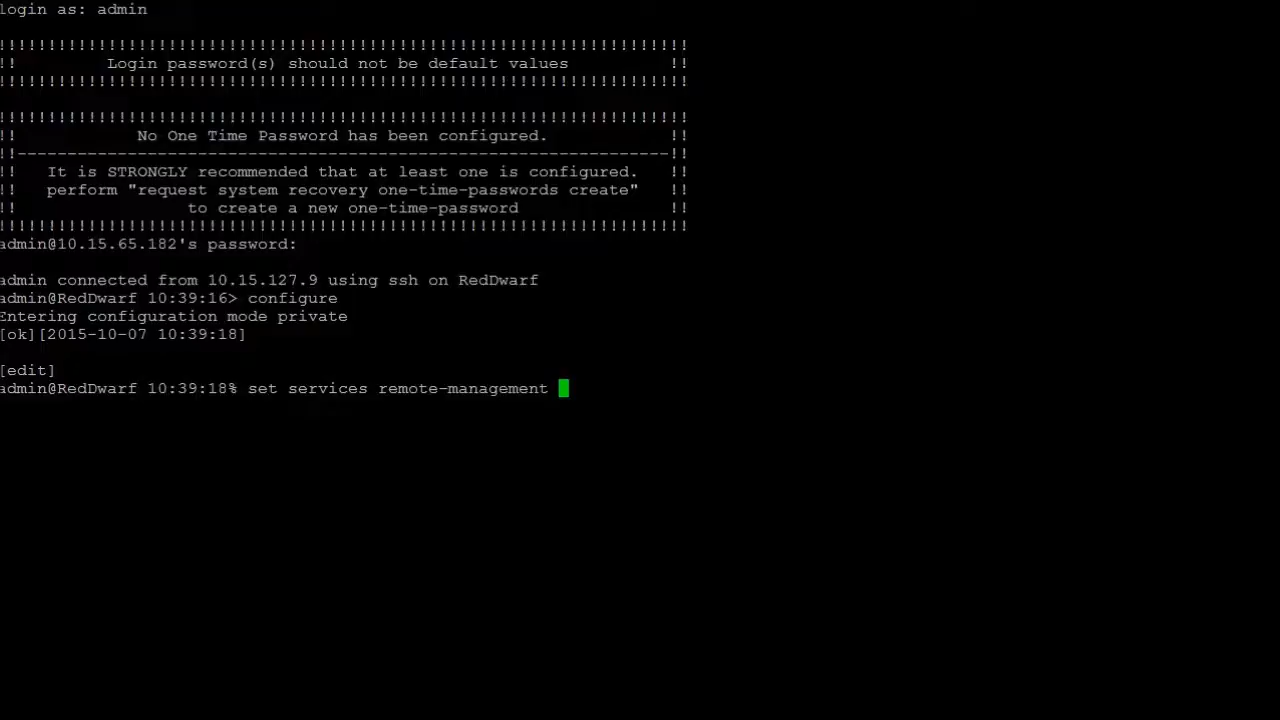 login as: admin
!!!!!!!!!!!!!!!!!!!!!!!!!!!!!!!!!!!!!!!!!!!!!!!!!!!!!!!!!!!!!!!!!!!!!
!! Login password(s) should not be default values !!
!!!!!!!!!!!!!!!!!!!!!!!!!!!!!!!!!!!!!!!!!!!!!!!!!!!!!!!!!!!!!!!!!!!!!
!!!!!!!!!!!!!!!!!!!!!!!!!!!!!!!!!!!!!!!!!!!!!!!!!!!!!!!!!!!!!!!!!!!!!
!! No One Time Password has been configured. !!
!!-----------------------------------------------------------------!!
!! It is STRONGLY recommended that at least one is configured. !!
!! perform "request system recovery one-time-passwords create" !!
!! to create a new one-time-password !!
!!!!!!!!!!!!!!!!!!!!!!!!!!!!!!!!!!!!!!!!!!!!!!!!!!!!!!!!!!!!!!!!!!!!!
admin@10.15.65.182's password:
admin connected from 10.15.127.9 using ssh on RedDwarf
admin@RedDwarf 10:39:16> configure
Entering configuration mode private
[ok][2015-10-07 10:39:18]
[edit]
admin@RedDwarf 10:39:18% set services remote-management